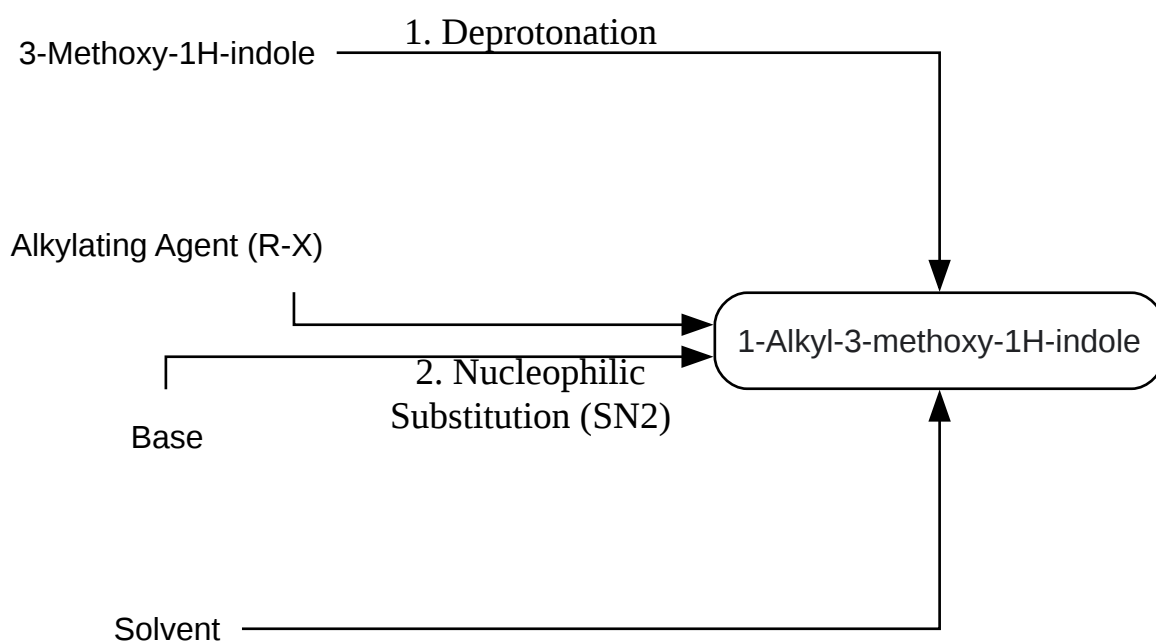 1. Deprotonation
3-Methoxy-1H-indole
Alkylating Agent (R-X)
1-Alkyl-3-methoxy-1H-indole
2. Nucleophilic
Substitution (SN2)
Base
Solvent